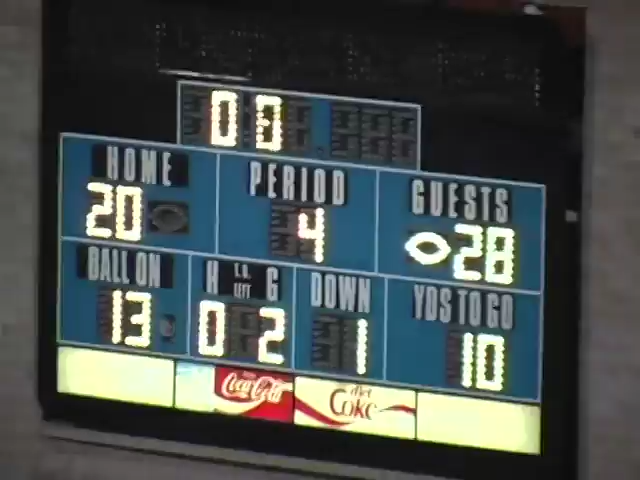 00
HOME PERIOD GUESTS
20 4 28
BALL ON H T.O. LEFT G DOWN YDS TO GO
13 0 2 1 10
Coca-Cola diet Coke